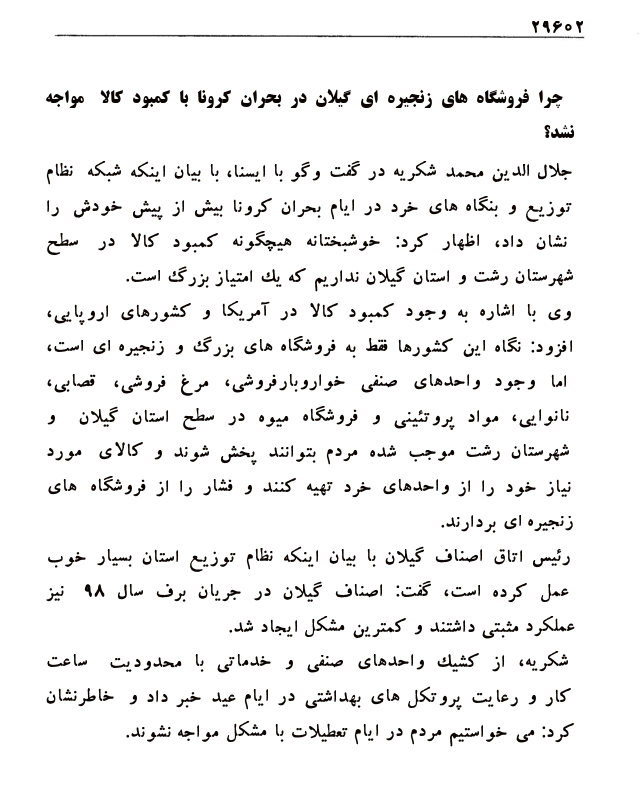 ۲۹۶۰۲
چرا فروشگاه های زنجیره ای گیلان در بحران کرونا با کمبود کالا مواجه
نشد؟
جلال الدین محمد شکریه در گفت وگو با ایسنا، با بیان اینکه شبکه نظام
توزیع و بنگاه های خرد در ایام بحران کرونا بیش از پیش خودش را
نشان داد، اظهار کرد: خوشبختانه هیچگونه کمبود کالا در سطح
شهرستان رشت و استان گیلان نداریم که یك امتیاز بزرگ است.
وی با اشاره به وجود کمبود کالا در آمریکا و کشورهای اروپایی،
افزود: نگاه این کشورها فقط به فروشگاه های بزرگ و زنجیره ای است،
اما وجود واحدهای صنفی خواروبارفروشی، مرغ فروشی، قصابی،
نانوایی، مواد پروتئینی و فروشگاه میوه در سطح استان گیلان و
شهرستان رشت موجب شده مردم بتوانند پخش شوند و کالای مورد
نیاز خود را از واحدهای خرد تهیه کنند و فشار را از فروشگاه های
زنجیره ای بردارند.
رئیس اتاق اصناف گیلان با بیان اینکه نظام توزیع استان بسیار خوب
عمل کرده است، گفت: اصناف گیلان در جریان برف سال ۹۸ نیز
عملکرد مثبتی داشتند و کمترین مشکل ایجاد شد.
شکریه، از کشیك واحدهای صنفی و خدماتی با محدودیت ساعت
کار و رعایت پروتکل های بهداشتی در ایام عید خبر داد و خاطرنشان
کرد: می خواستیم مردم در ایام تعطیلات با مشکل مواجه نشوند.